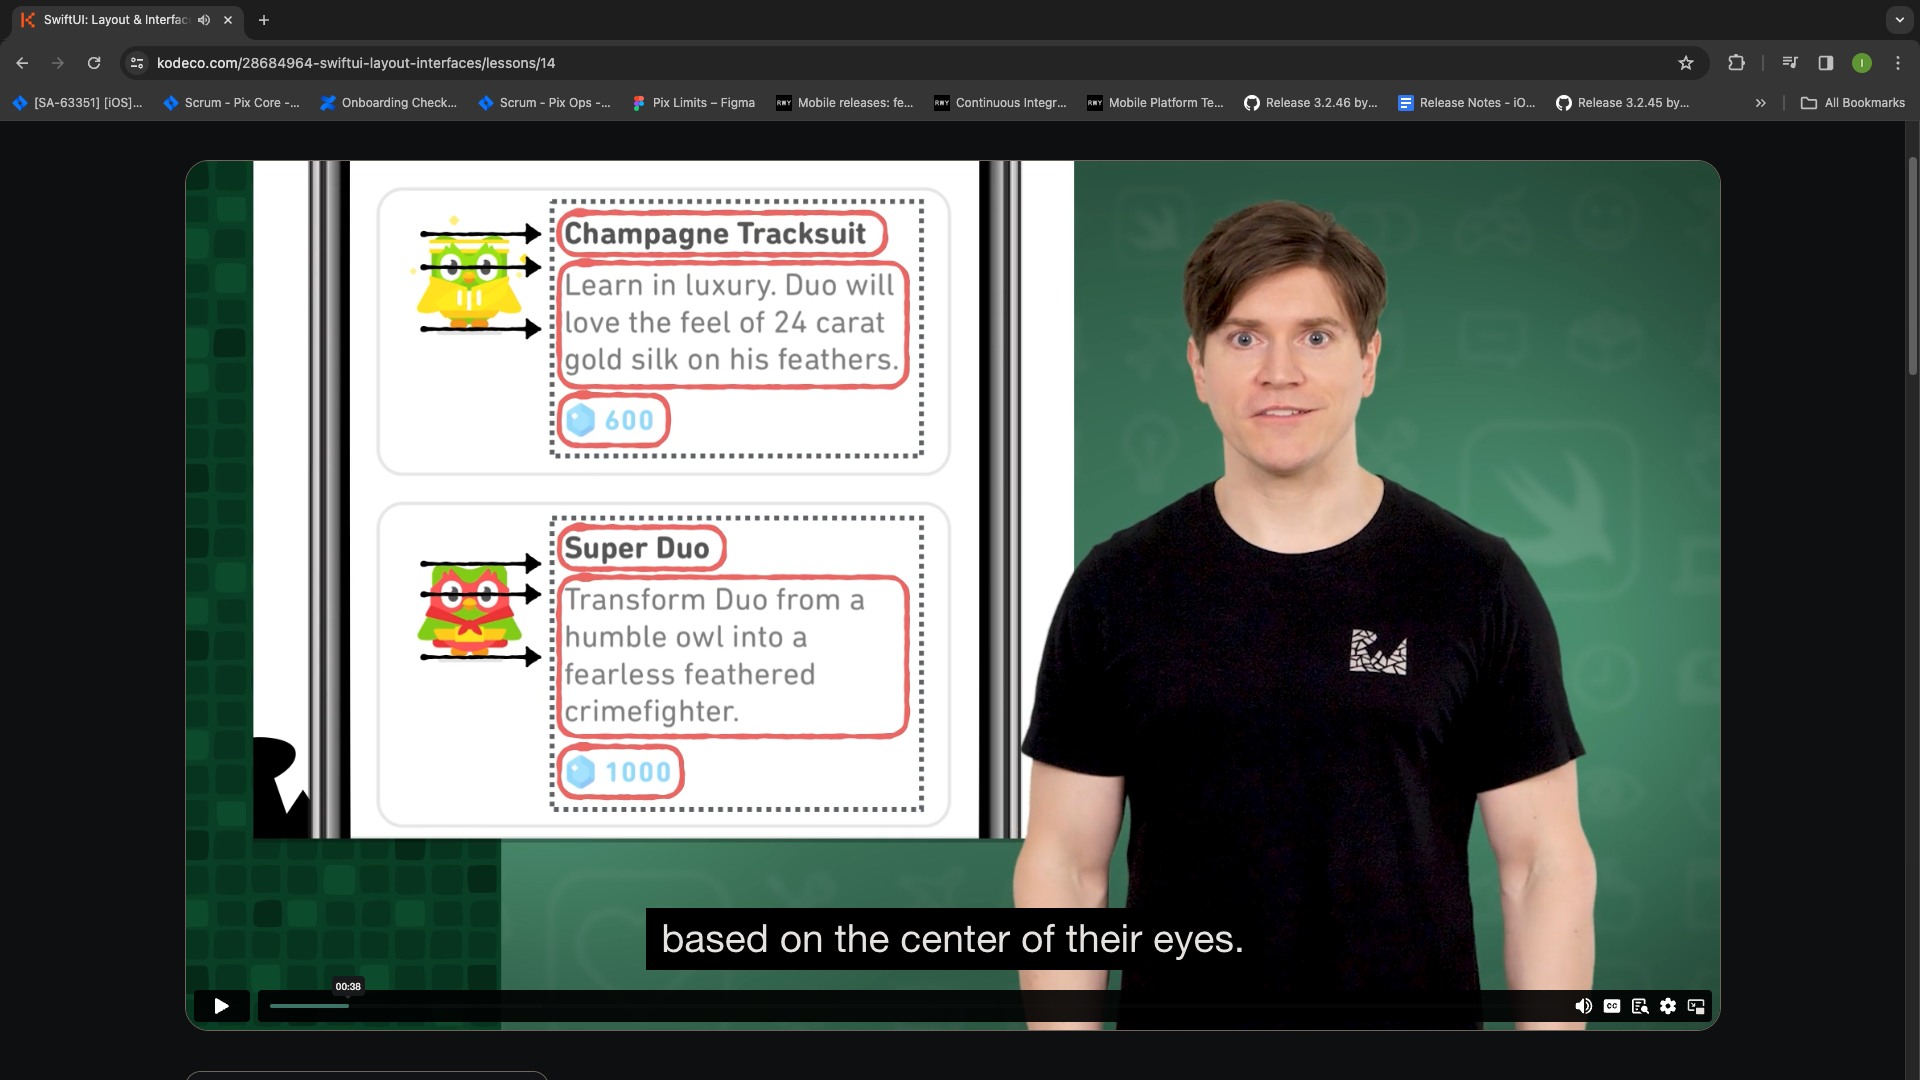 SwiftUI: Layout & Interfac
kodeco.com/28684964-swiftui-layout-interfaces/lessons/14
I
[SA-63351] [iOS]...
Scrum - Pix Core -...
Onboarding Check...
Scrum - Pix Ops -...
Pix Limits – Figma
RWY
Mobile releases: fe...
RWY
Continuous Integr...
RWY
Mobile Platform Te...
Release 3.2.46 by...
Release Notes - iO...
Release 3.2.45 by...
»
All Bookmarks
Champagne Tracksuit
Learn in luxury. Duo will
love the feel of 24 carat
gold silk on his feathers.
600
Super Duo
Transform Duo from a
humble owl into a
fearless feathered
crimefighter.
1000
based on the center of their eyes.
00:38
CC